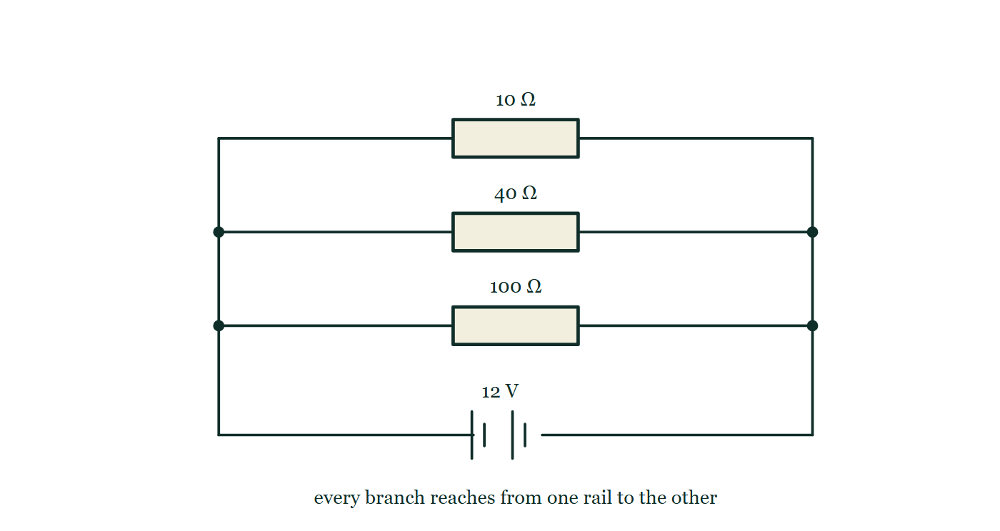 10 Ω
40 Ω
100 Ω
12 V
every branch reaches from one rail to the other